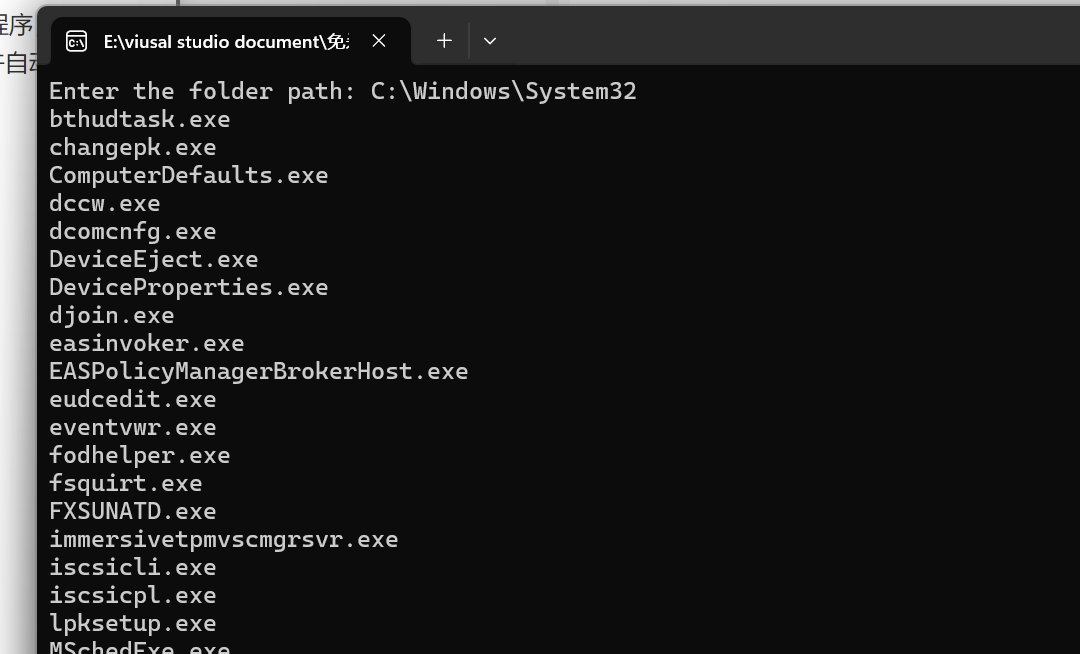 程序
自动
E:\viusal studio document\免
Enter the folder path: C:\Windows\System32
bthudtask.exe
changepk.exe
ComputerDefaults.exe
dccw.exe
dcomcnfg.exe
DeviceEject.exe
DeviceProperties.exe
djoin.exe
easinvoker.exe
EASPolicyManagerBrokerHost.exe
eudcedit.exe
eventvwr.exe
fodhelper.exe
fsquirt.exe
FXSUNATD.exe
immersivetpmvscmgrsvr.exe
iscsicli.exe
iscsicpl.exe
lpksetup.exe
MSchedExe.exe